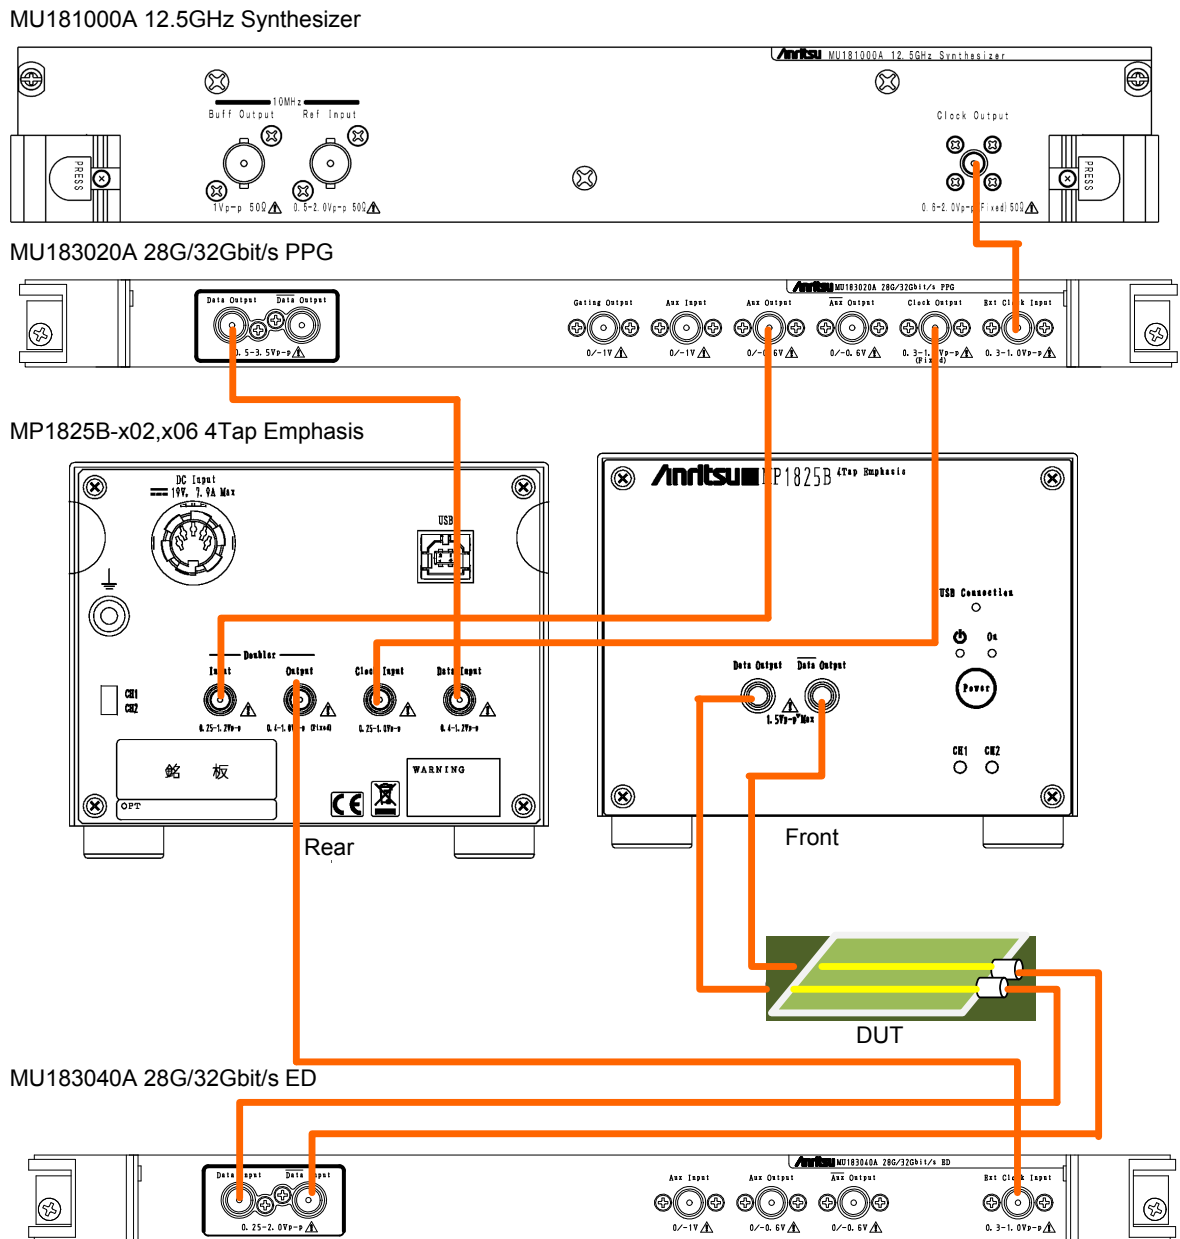 MU181000A 12.5GHz Synthesizer
Anritsu MU181000A 12.5GHz Synthesizer
10MHz
Buff Output Ref Input
Clock Output
PRESS
PRESS
1Vp-p 50Ω 0.5-2.0Vp-p 50Ω
0.6-2.0Vp-p(Fixed)50Ω
MU183020A 28G/32Gbit/s PPG
Anritsu MU183020A 28G/32Gbit/s PPG
Data Output Data Output
Gating Output Aux Input Aux Output Aux Output Clock Output Ext Clock Input
0.5-3.5Vp-p
0/-1V 0/-1V 0/-0.6V 0/-0.6V 0.3-1.0Vp-p 0.3-1.0Vp-p
(Fixed)
MP1825B-x02,x06 4Tap Emphasis
DC Input
19V, 7.9A Max
USB
Doubler
Input Output Clock Input Data Input
CH1
CH2
0.25-1.2Vp-p 0.4-1.0Vp-p (Fixed) 0.25-1.0Vp-p 0.4-1.2Vp-p
銘 板
OPT
CE
WARNING
Rear
Anritsu MP1825B 4Tap Emphasis
USB Connection
On
Data Output Data Output
Power
1.5Vp-p Max
CH1 CH2
Front
DUT
MU183040A 28G/32Gbit/s ED
Anritsu MU183040A 28G/32Gbit/s ED
Data Input Data Input
Aux Input Aux Output Aux Output Ext Clock Input
0.25-2.0Vp-p
0/-1V 0/-0.6V 0/-0.6V 0.3-1.0Vp-p